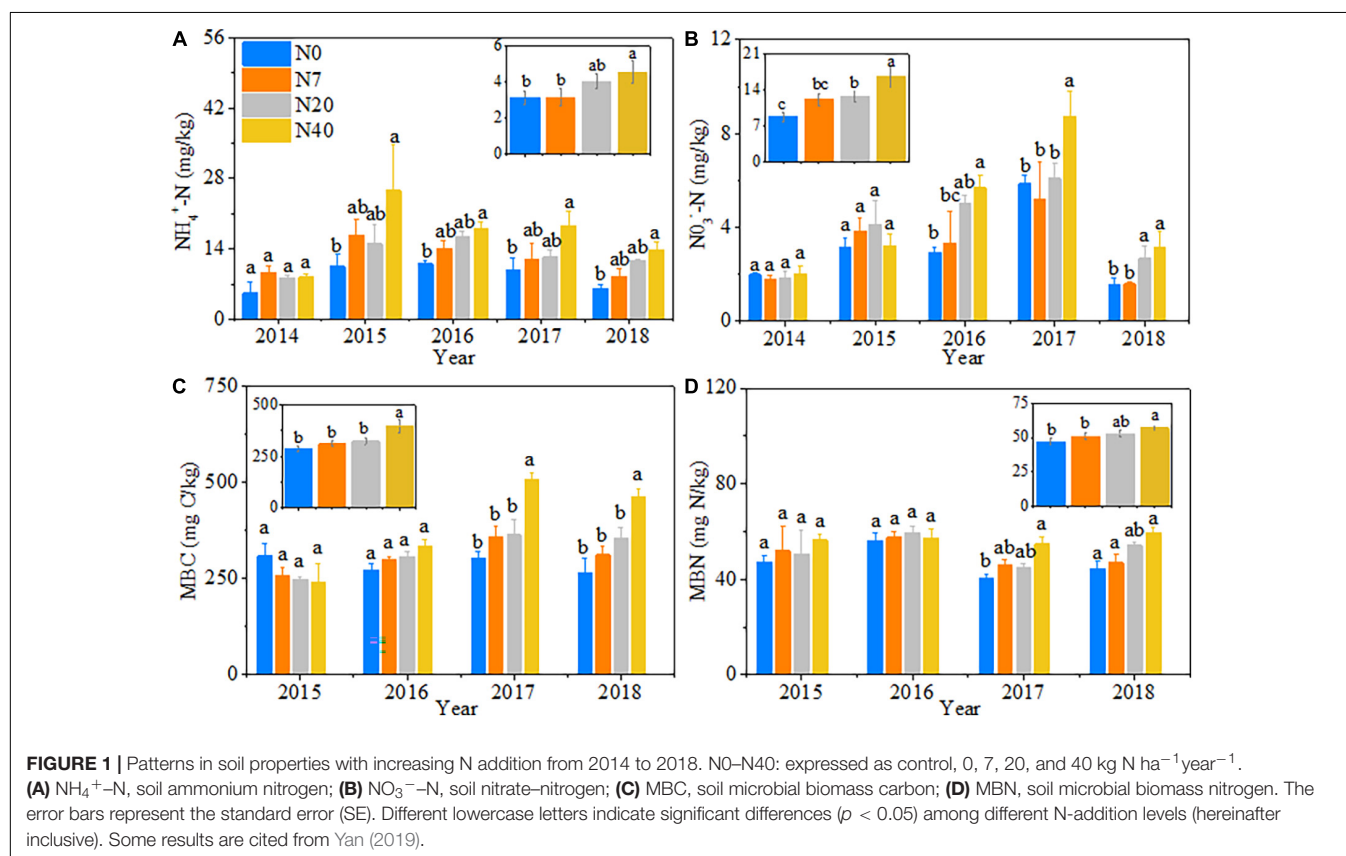 A
56
42
28
14
0
NH₄⁺-N (mg/kg)
N0
N7
N20
N40
6
4
2
0
b b ab a
a a a a
b ab ab a
b ab ab a
b ab ab a
b ab ab a
2014 2015 2016 2017 2018
Year
B
12
8
4
0
N0₃⁻-N (mg/kg)
21
14
7
0
c bc b a
a a a a
a a a a
b bc ab a
b b b a
b b a a
2014 2015 2016 2017 2018
Year
C
750
500
250
0
MBC (mg C/kg)
500
250
0
b b b a
a a a a
a a a a
b b b a
b b b a
2015 2016 2017 2018
Year
D
120
80
40
0
MBN (mg N/kg)
75
50
25
0
b b ab a
a a a a
a a a a
b ab ab a
b b ab a
2015 2016 2017 2018
Year
FIGURE 1 | Patterns in soil properties with increasing N addition from 2014 to 2018. N0–N40: expressed as control, 0, 7, 20, and 40 kg N ha⁻¹year⁻¹.
(A) NH₄⁺–N, soil ammonium nitrogen; (B) NO₃⁻–N, soil nitrate–nitrogen; (C) MBC, soil microbial biomass carbon; (D) MBN, soil microbial biomass nitrogen. The
error bars represent the standard error (SE). Different lowercase letters indicate significant differences (p < 0.05) among different N-addition levels (hereinafter
inclusive). Some results are cited from Yan (2019).